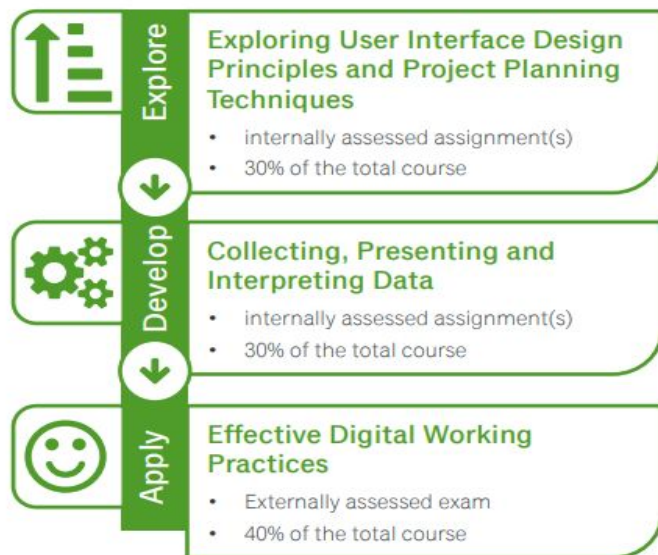 Explore
Exploring User Interface Design
Principles and Project Planning
Techniques
• internally assessed assignment(s)
• 30% of the total course
Develop
Collecting, Presenting and
Interpreting Data
• internally assessed assignment(s)
• 30% of the total course
Apply
Effective Digital Working
Practices
• Externally assessed exam
• 40% of the total course